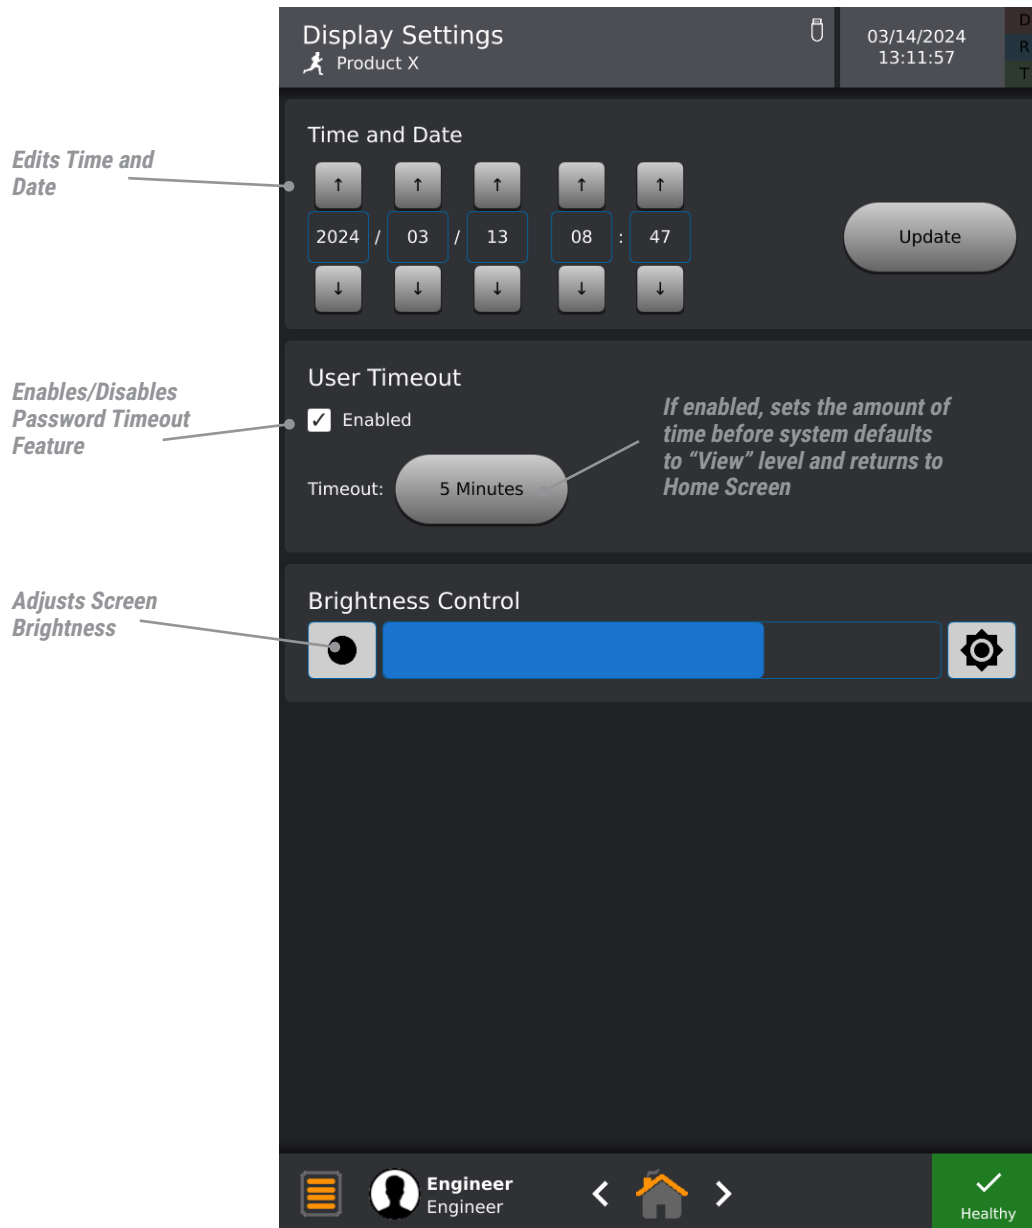 Display Settings
Product X
03/14/2024
13:11:57
D
R
T
Time and Date
Edits Time and
Date
↑ ↑ ↑ ↑ ↑
2024 / 03 / 13 08 : 47
↓ ↓ ↓ ↓ ↓
Update
User Timeout
Enables/Disables
Password Timeout
Feature
✓ Enabled
Timeout: 5 Minutes
If enabled, sets the amount of
time before system defaults
to “View” level and returns to
Home Screen
Adjusts Screen
Brightness
Brightness Control
Engineer
Engineer
Healthy